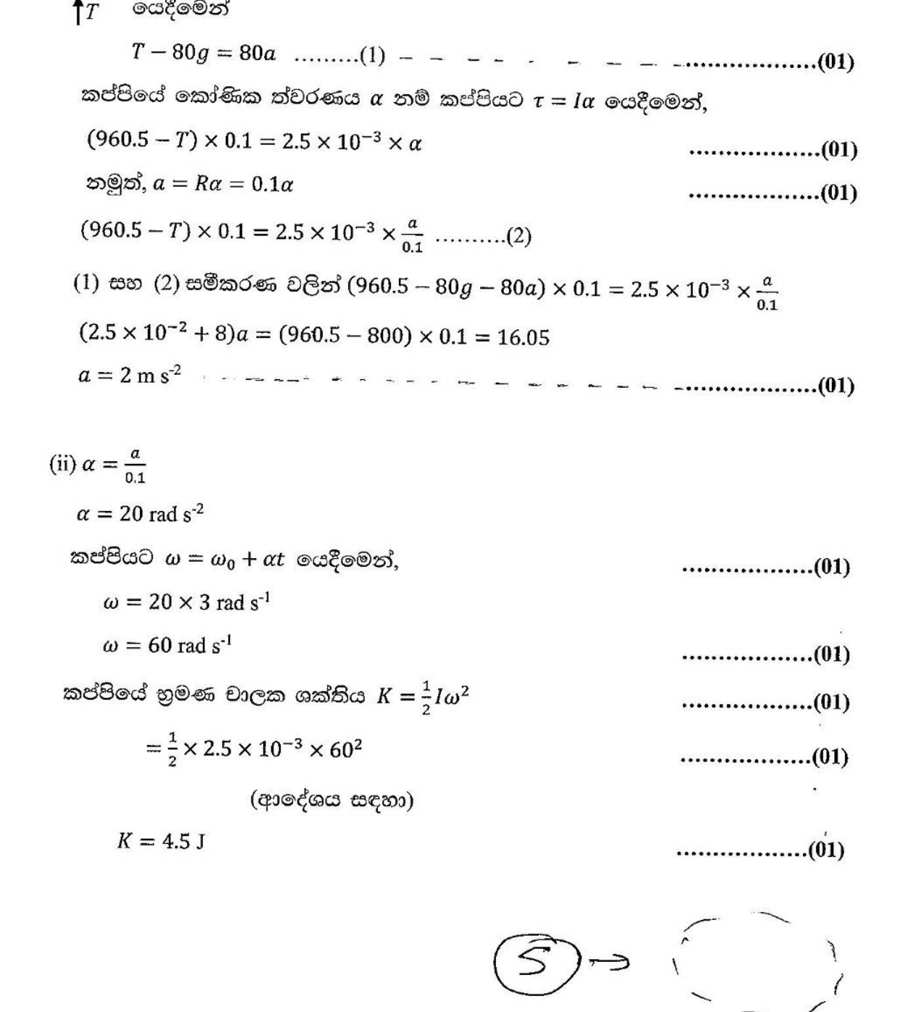 ↑T යෙදීමෙන්
T − 80g = 80a ………(1) – – – – - – – – – ………………(01)
කප්පියේ කෝණික ත්වරණය α නම් කප්පියට τ = Iα යෙදීමෙන්,
(960.5 − T) × 0.1 = 2.5 × 10⁻³ × α ………………(01)
නමුත්, a = Rα = 0.1α ………………(01)
(960.5 − T) × 0.1 = 2.5 × 10⁻³ × a/0.1 ……….(2)
(1) සහ (2) සමීකරණ වලින් (960.5 − 80g − 80a) × 0.1 = 2.5 × 10⁻³ × a/0.1
(2.5 × 10⁻² + 8)a = (960.5 − 800) × 0.1 = 16.05
a = 2 m s⁻² ………………(01)
(ii) α = a/0.1
α = 20 rad s⁻²
කප්පියට ω = ω₀ + αt යෙදීමෙන්, ………………(01)
ω = 20 × 3 rad s⁻¹
ω = 60 rad s⁻¹ ………………(01)
කප්පියේ භ්‍රමණ චාලක ශක්තිය K = ½Iω² ………………(01)
= ½ × 2.5 × 10⁻³ × 60² ………………(01)
(ආදේශය සඳහා)
K = 4.5 J ………………(01)
5 →